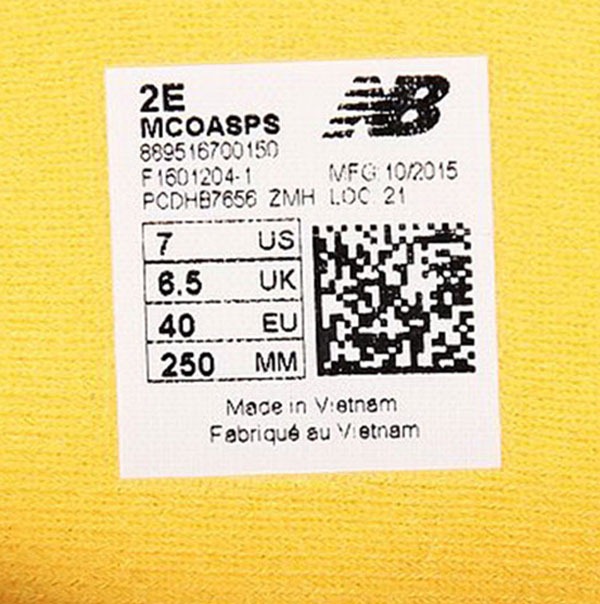 2E
NB
MCOASPS
889516700150
F1601204-1 MFG 10/2015
PCDHB7656 ZMH LOC 21
7 US
6.5 UK
40 EU
250 MM
Made in Vietnam
Fabriqué au Vietnam